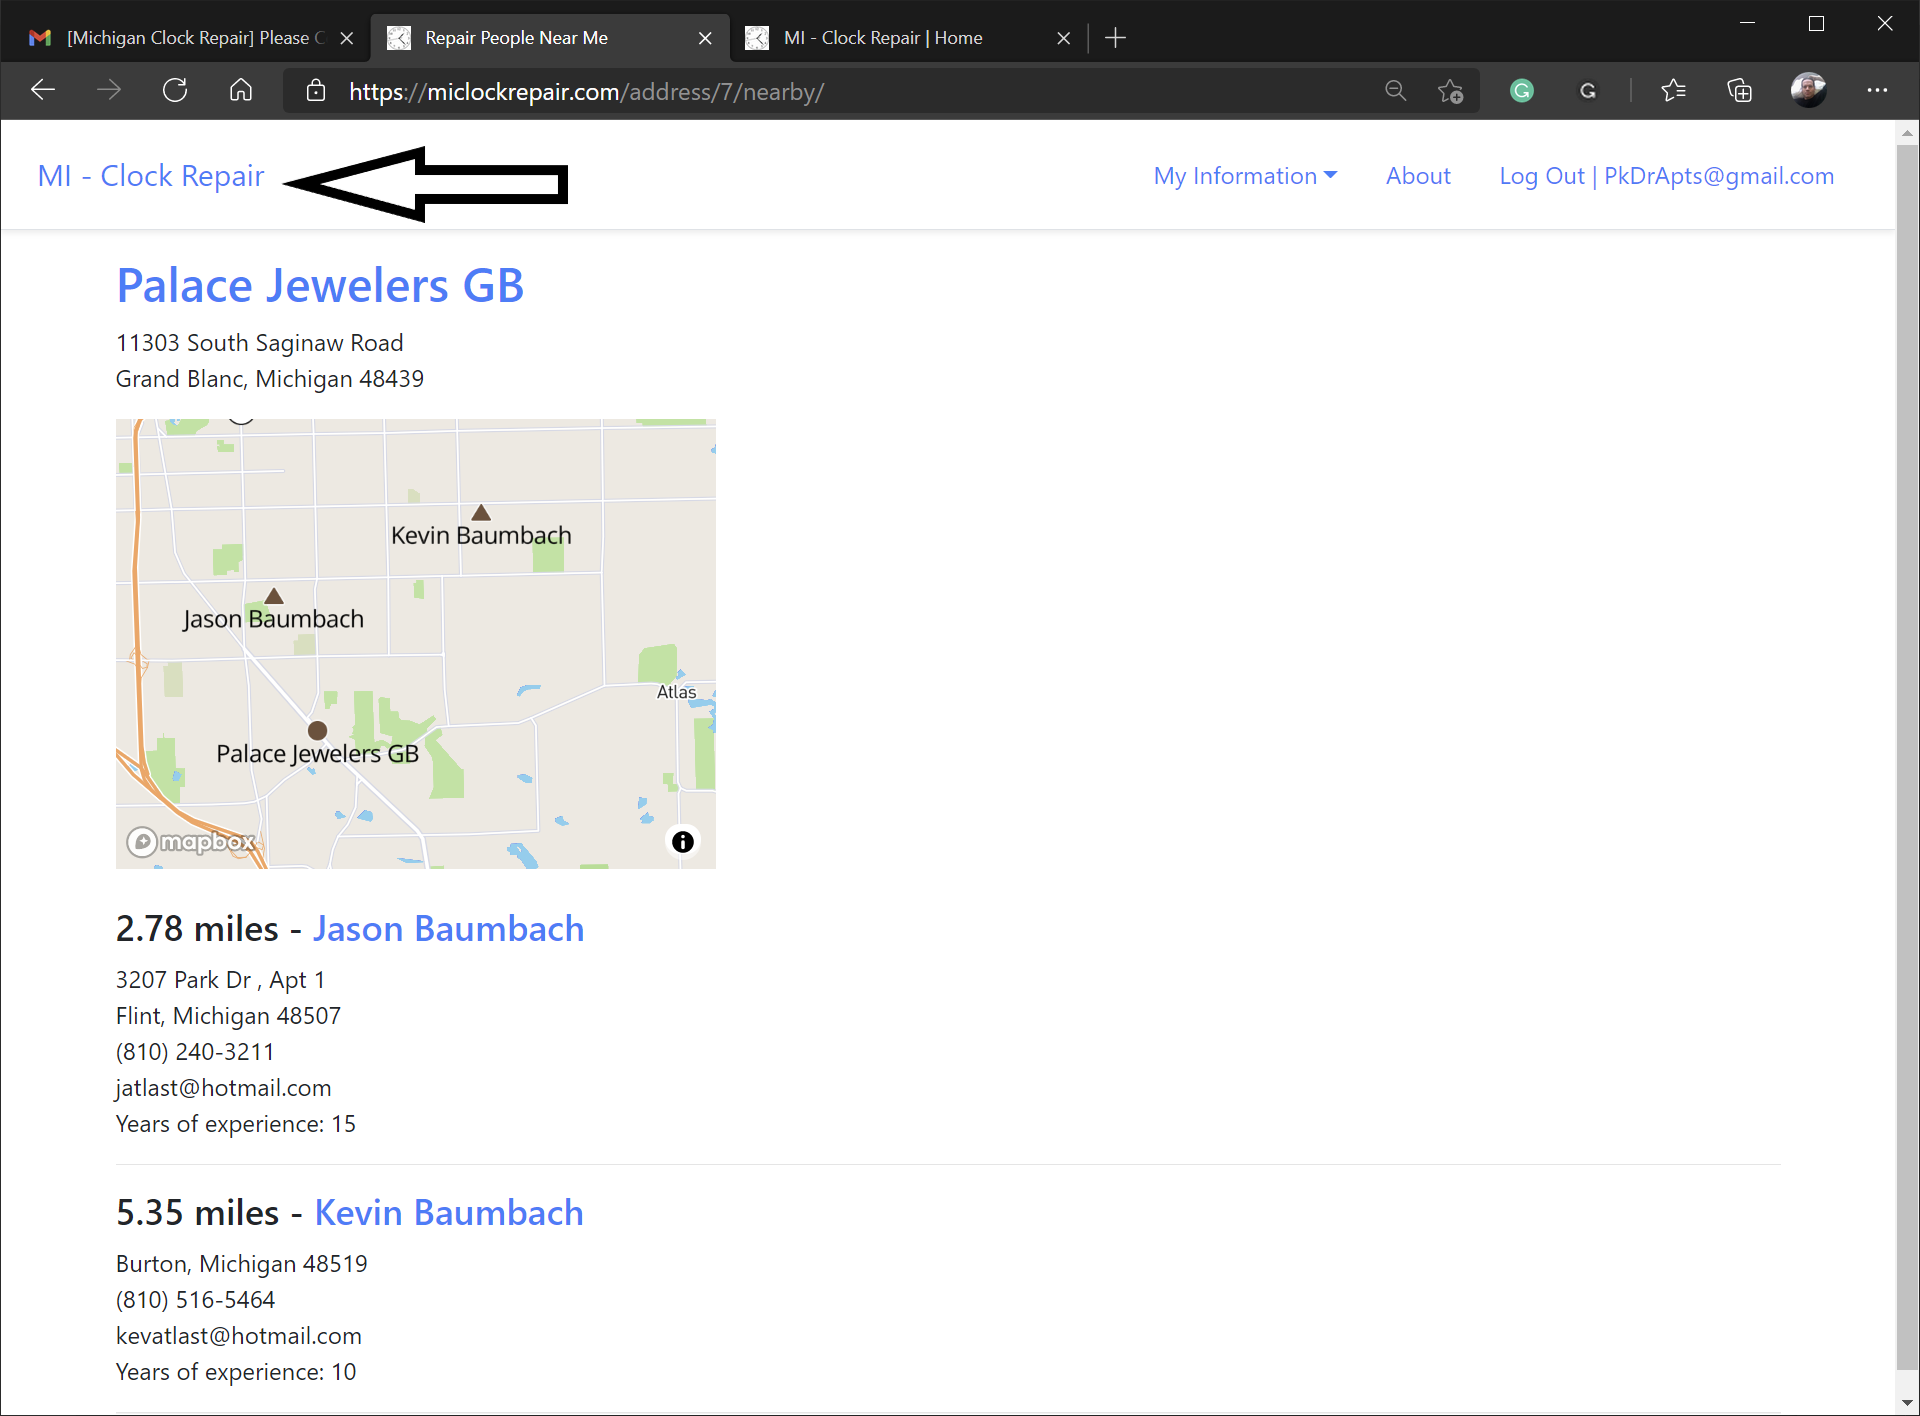 [Michigan Clock Repair] Please C
Repair People Near Me
MI - Clock Repair | Home
https://miclockrepair.com/address/7/nearby/
MI - Clock Repair
My Information
About
Log Out | PkDrApts@gmail.com
Palace Jewelers GB
11303 South Saginaw Road
Grand Blanc, Michigan 48439
Kevin Baumbach
Jason Baumbach
Atlas
Palace Jewelers GB
mapbox
2.78 miles - Jason Baumbach
3207 Park Dr , Apt 1
Flint, Michigan 48507
(810) 240-3211
jatlast@hotmail.com
Years of experience: 15
5.35 miles - Kevin Baumbach
Burton, Michigan 48519
(810) 516-5464
kevatlast@hotmail.com
Years of experience: 10